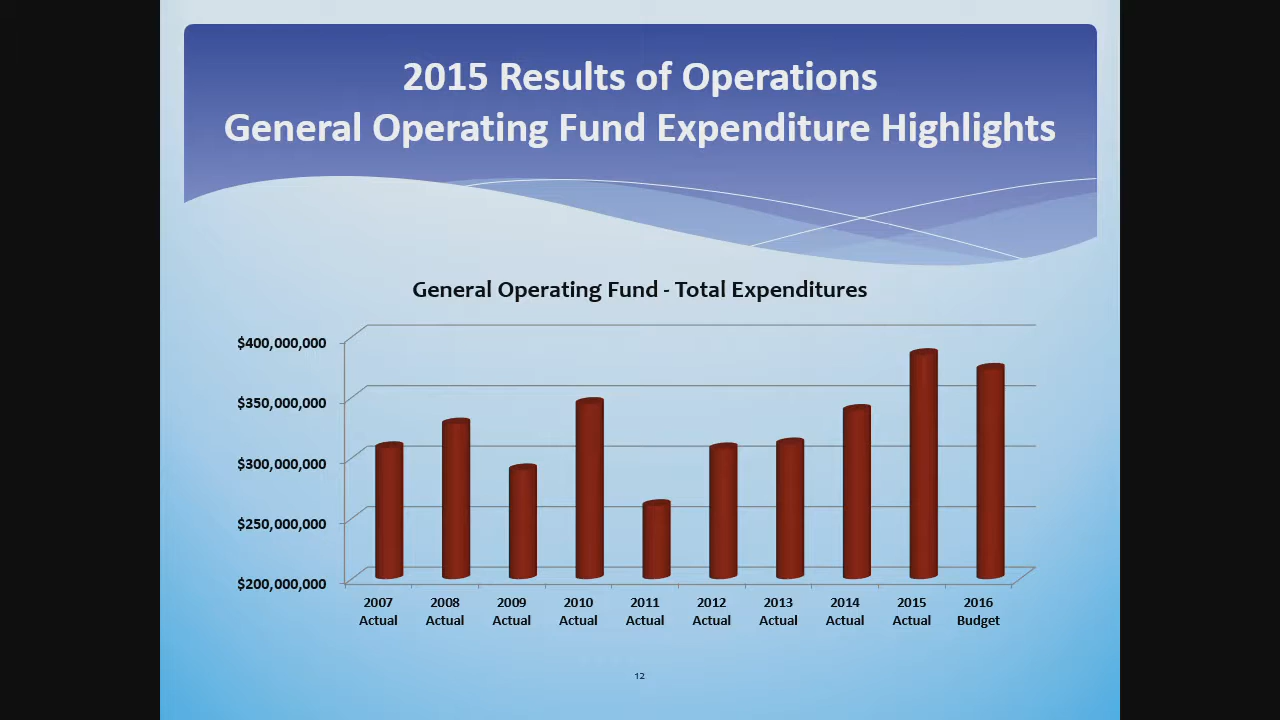 2015 Results of Operations
General Operating Fund Expenditure Highlights
General Operating Fund - Total Expenditures
$400,000,000
$350,000,000
$300,000,000
$250,000,000
$200,000,000
2007 2008 2009 2010 2011 2012 2013 2014 2015 2016
Actual Actual Actual Actual Actual Actual Actual Actual Actual Budget
12